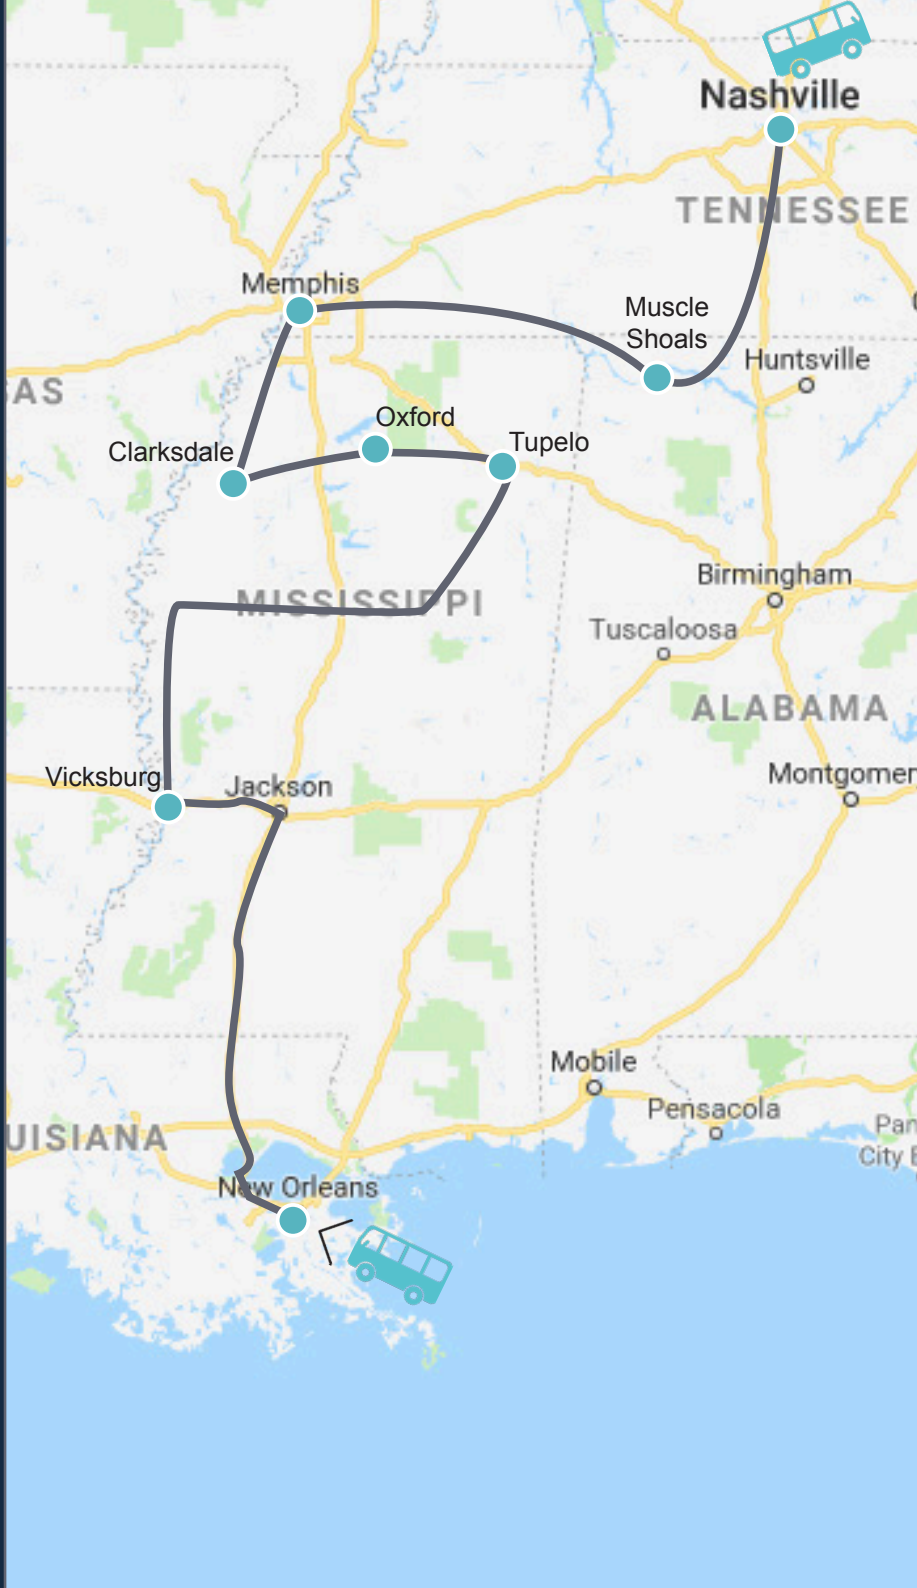 Nashville
TENNESSEE
Memphis
Muscle
Shoals
Huntsville
AS
Oxford
Clarksdale
Tupelo
Birmingham
MISSISSIPPI
Tuscaloosa
ALABAMA
Vicksburg
Jackson
Montgomer
Mobile
Pensacola
UISIANA
Pan
City B
New Orleans